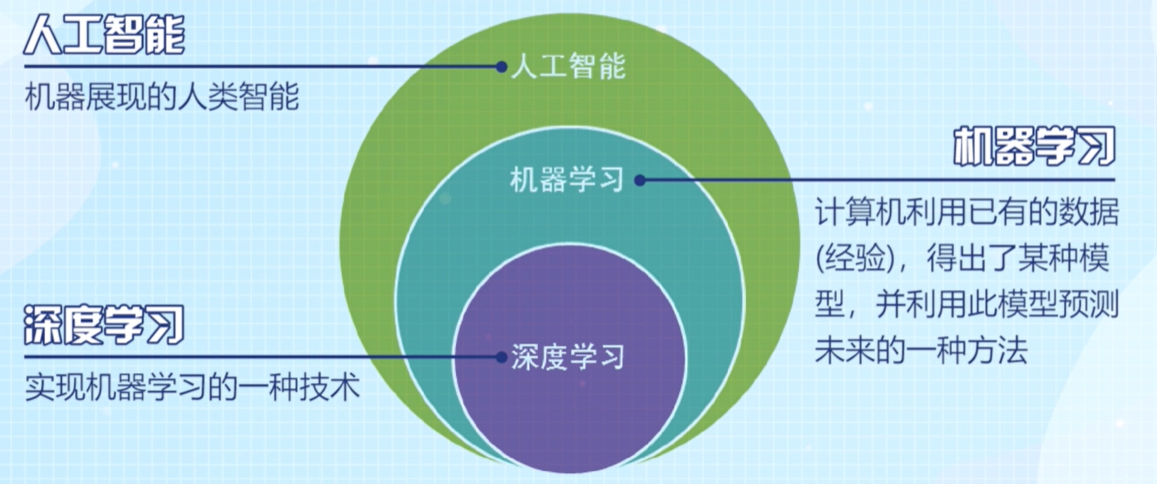 人工智能
机器展现的人类智能
人工智能
机器学习
机器学习
计算机利用已有的数据
(经验)，得出了某种模
型，并利用此模型预测
未来的一种方法
深度学习
实现机器学习的一种技术
深度学习